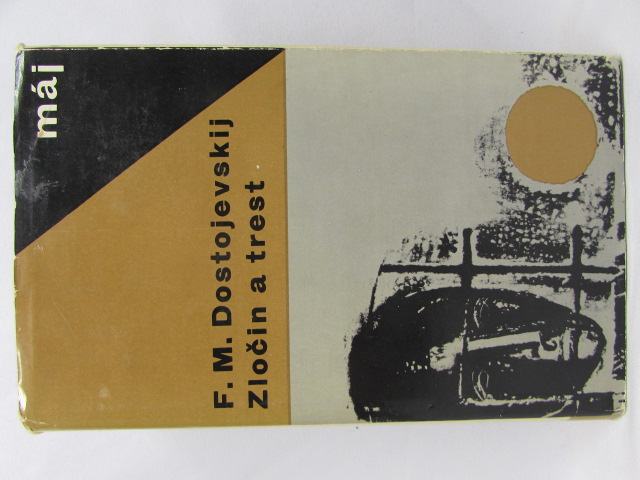 máj
F. M. Dostojevskij
Zločin a trest